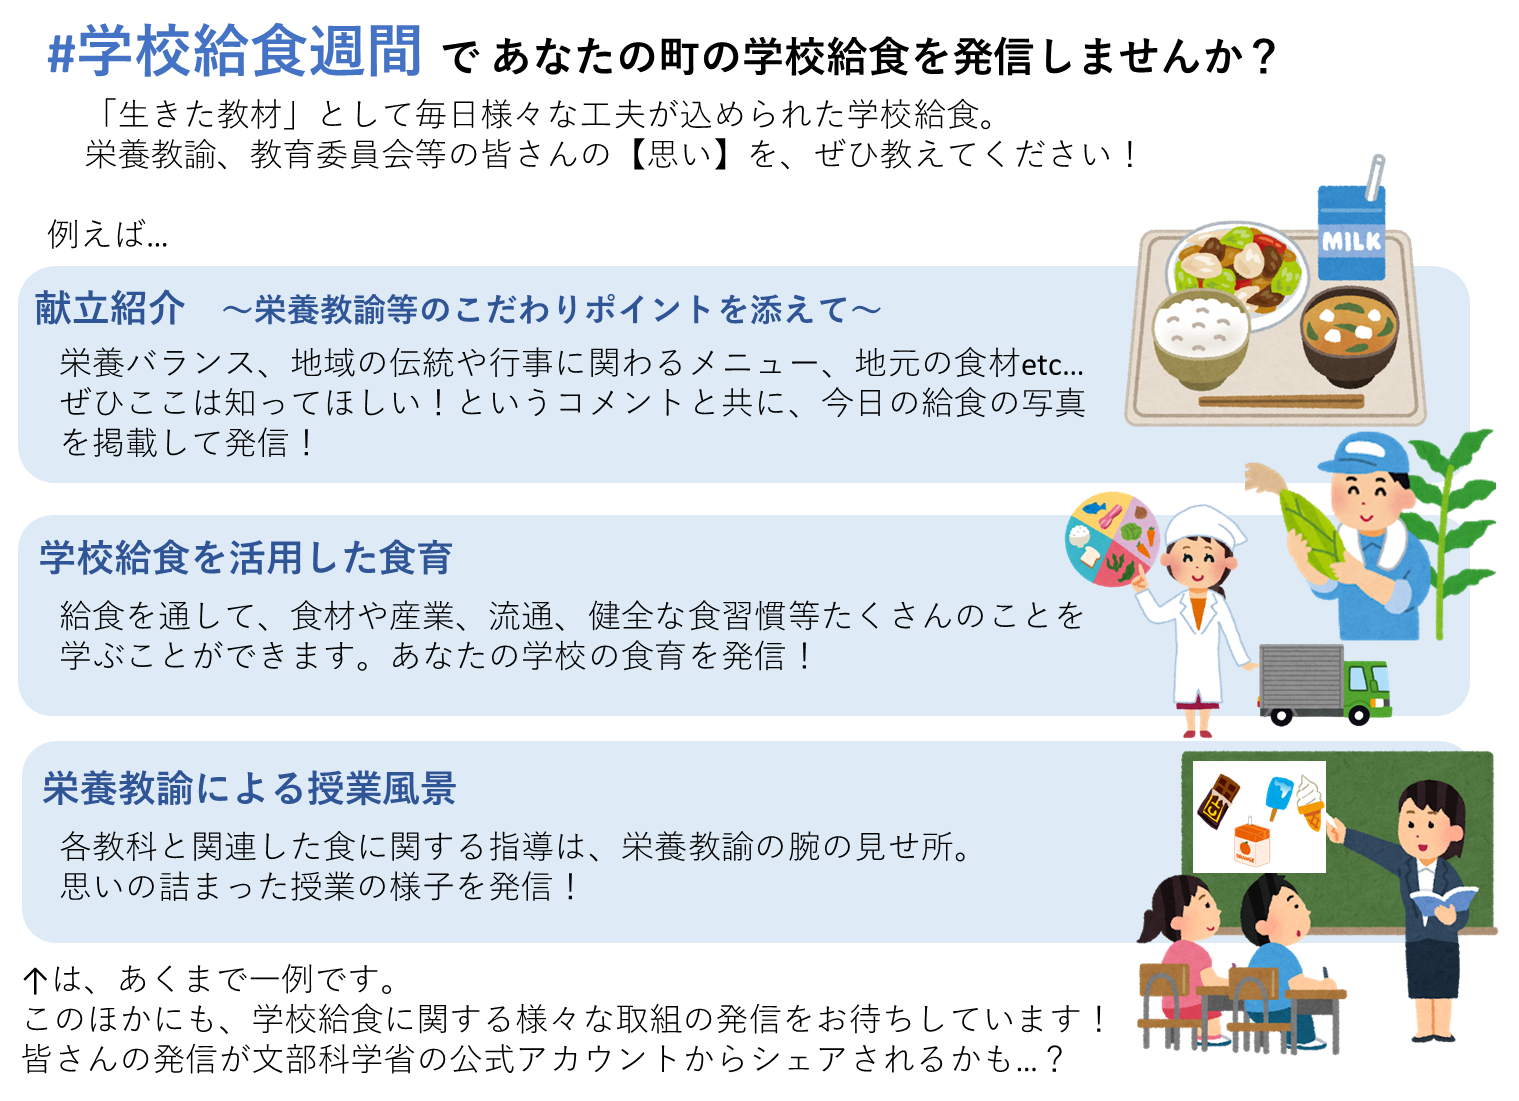 #学校給食週間 で あなたの町の学校給食を発信しませんか？
「生きた教材」として毎日様々な工夫が込められた学校給食。
栄養教諭、教育委員会等の皆さんの【思い】を、ぜひ教えてください！
例えば…
MILK
献立紹介　～栄養教諭等のこだわりポイントを添えて～
栄養バランス、地域の伝統や行事に関わるメニュー、地元の食材etc…
ぜひここは知ってほしい！というコメントと共に、今日の給食の写真
を掲載して発信！
学校給食を活用した食育
給食を通して、食材や産業、流通、健全な食習慣等たくさんのことを
学ぶことができます。あなたの学校の食育を発信！
栄養教諭による授業風景
各教科と関連した食に関する指導は、栄養教諭の腕の見せ所。
思いの詰まった授業の様子を発信！
ORANGE
↑は、あくまで一例です。
このほかにも、学校給食に関する様々な取組の発信をお待ちしています！
皆さんの発信が文部科学省の公式アカウントからシェアされるかも…？